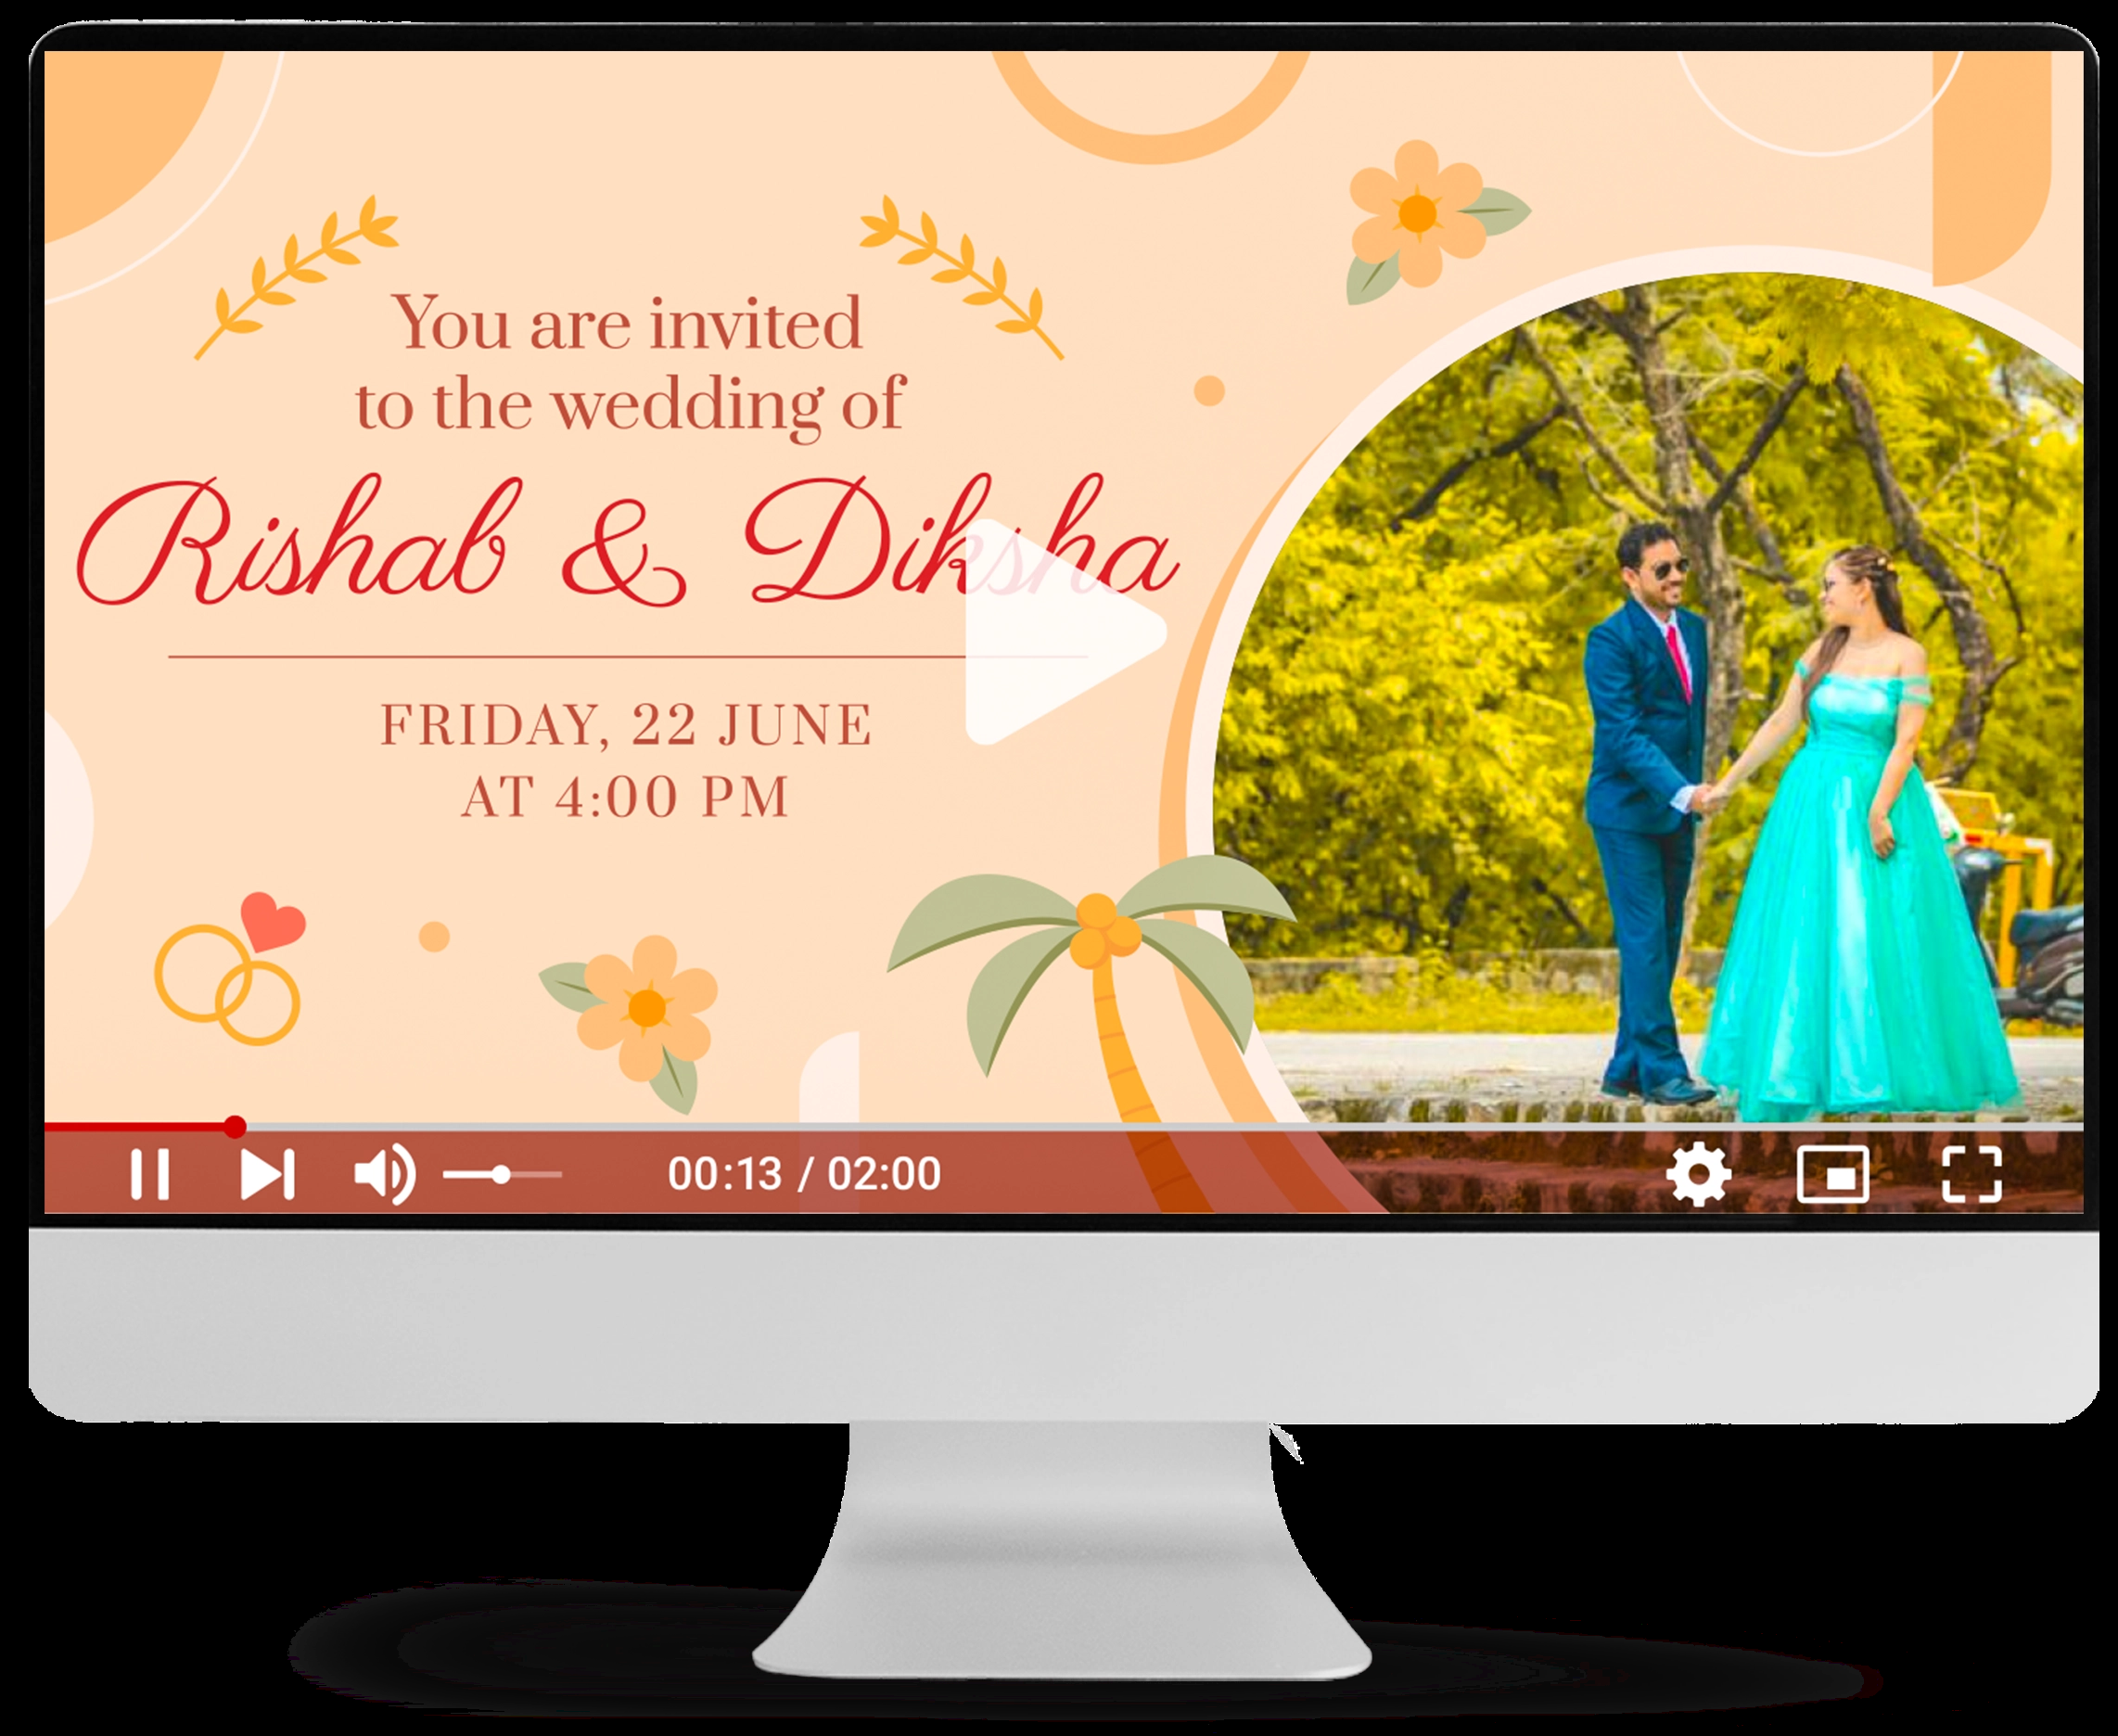 You are invited
to the wedding of
Rishab & Diksha
FRIDAY, 22 JUNE
AT 4:00 PM
00:13 / 02:00